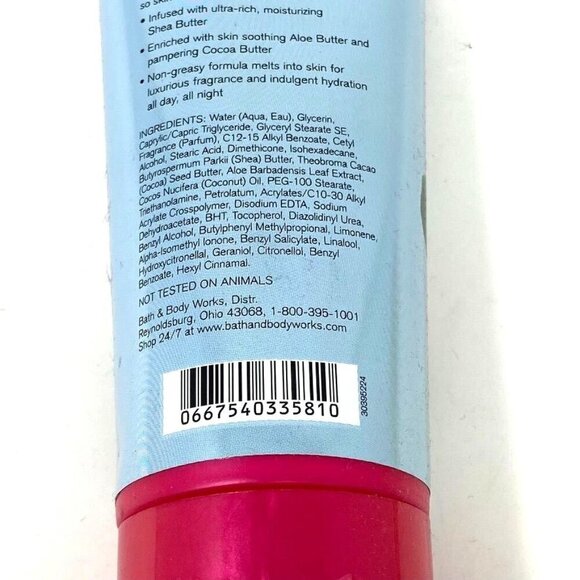 so ski
• Infused with ultra-rich, moisturizing
Shea Butter
• Enriched with skin soothing Aloe Butter and
pampering Cocoa Butter
• Non-greasy formula melts into skin for
luxurious fragrance and indulgent hydration
all day, all night
INGREDIENTS: Water (Aqua, Eau), Glycerin,
Caprylic/Capric Triglyceride, Glyceryl Stearate SE,
Fragrance (Parfum), C12-15 Alkyl Benzoate, Cetyl
Alcohol, Stearic Acid, Dimethicone, Isohexadecane,
Butyrospermum Parkii (Shea) Butter, Theobroma Cacao
(Cocoa) Seed Butter, Aloe Barbadensis Leaf Extract,
Cocos Nucifera (Coconut) Oil, PEG-100 Stearate,
Triethanolamine, Petrolatum, Acrylates/C10-30 Alkyl
Acrylate Crosspolymer, Disodium EDTA, Sodium
Dehydroacetate, BHT, Tocopherol, Diazolidinyl Urea,
Benzyl Alcohol, Butylphenyl Methylpropional, Limonene,
Alpha-Isomethyl Ionone, Benzyl Salicylate, Linalool,
Hydroxycitronellal, Geraniol, Citronellol, Benzyl
Benzoate, Hexyl Cinnamal.
NOT TESTED ON ANIMALS
Bath & Body Works, Distr.
Reynoldsburg, Ohio 43068, 1-800-395-1001
Shop 24/7 at www.bathandbodyworks.com
0667540335810
30395224